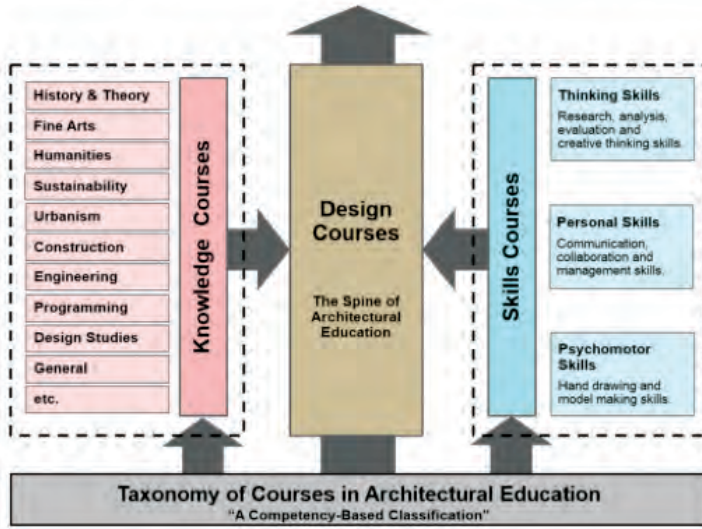 History & Theory
Fine Arts
Humanities
Sustainability
Urbanism
Construction
Engineering
Programming
Design Studies
General
etc.
Knowledge Courses
Design
Courses
The Spine of
Architectural
Education
Skills Courses
Thinking Skills
Research, analysis,
evaluation and
creative thinking skills.
Personal Skills
Communication,
collaboration and
management skills.
Psychomotor
Skills
Hand drawing and
model making skills.
Taxonomy of Courses in Architectural Education
"A Competency-Based Classification"